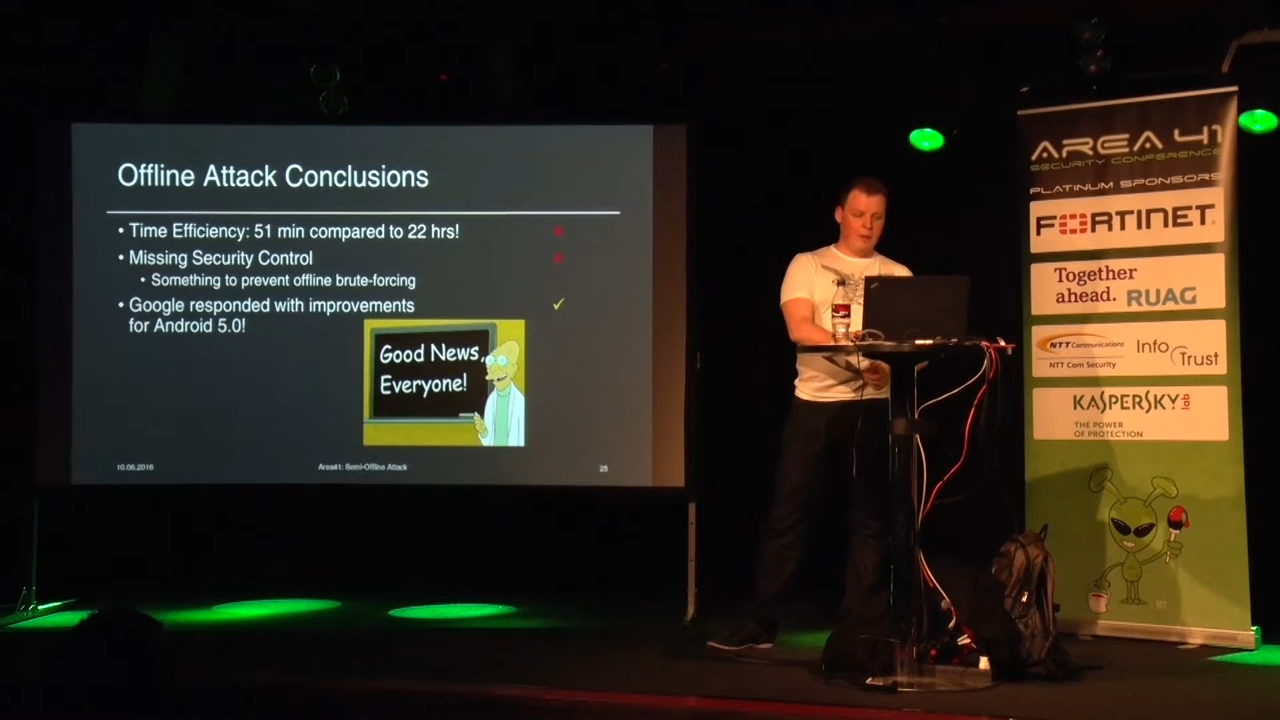 Offline Attack Conclusions
• Time Efficiency: 51 min compared to 22 hrs!
• Missing Security Control
• Something to prevent offline brute-forcing
• Google responded with improvements
for Android 5.0!
✓
Good News,
Everyone!
10.06.2016 Area41: Semi-Offline Attack 25
AREA 41
SECURITY CONFERENCE
PLATINUM SPONSORS
FORTINET
Together
ahead. RUAG
NTT Communications
NTT Com Security
Info
Trust
KASPERSKY lab
THE POWER
OF PROTECTION